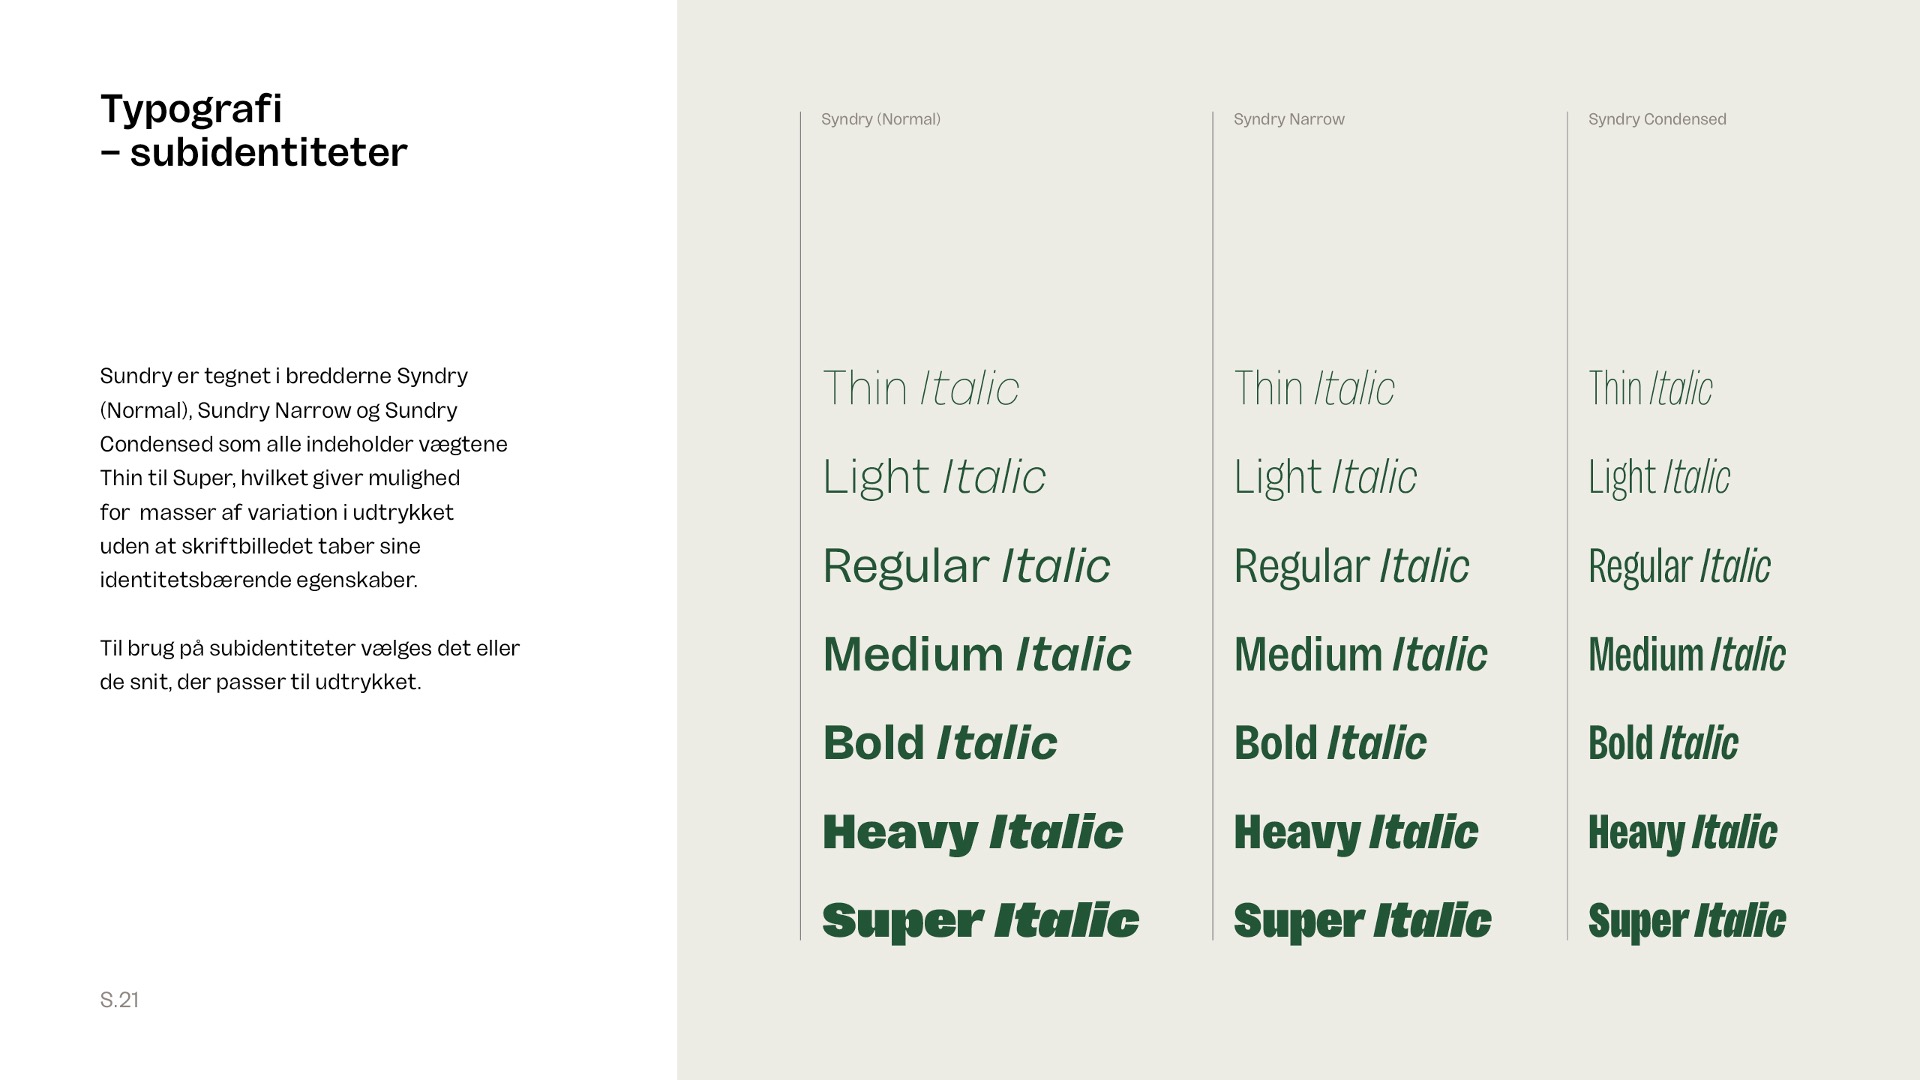 Typografi
– subidentiteter
Sundry er tegnet i bredderne Syndry
(Normal), Sundry Narrow og Sundry
Condensed som alle indeholder vægtene
Thin til Super, hvilket giver mulighed
for  masser af variation i udtrykket
uden at skriftbilledet taber sine
identitetsbærende egenskaber.
Til brug på subidentiteter vælges det eller
de snit, der passer til udtrykket.
S.21
Syndry (Normal)
Thin Italic
Light Italic
Regular Italic
Medium Italic
Bold Italic
Heavy Italic
Super Italic
Syndry Narrow
Thin Italic
Light Italic
Regular Italic
Medium Italic
Bold Italic
Heavy Italic
Super Italic
Syndry Condensed
Thin Italic
Light Italic
Regular Italic
Medium Italic
Bold Italic
Heavy Italic
Super Italic